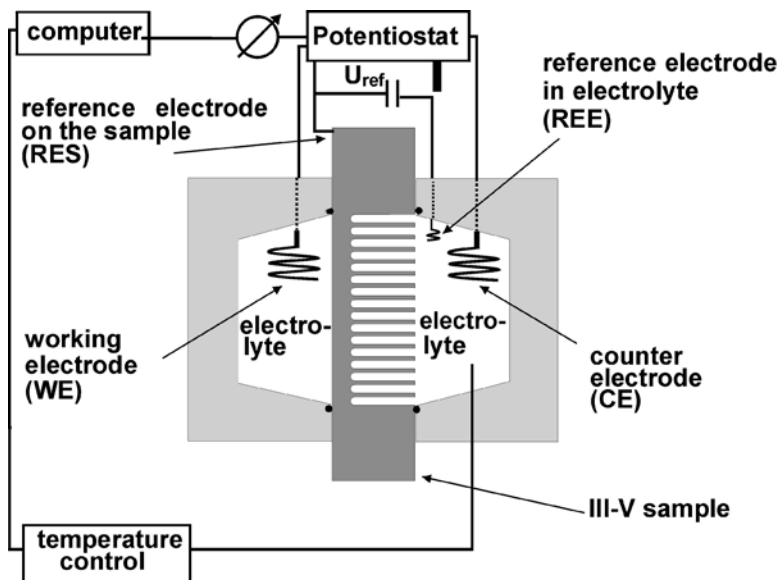 computer
Potentiostat
U ref
reference electrode
on the sample
(RES)
reference electrode
in electrolyte
(REE)
working
electrode
(WE)
electro-
lyte
electro-
lyte
counter
electrode
(CE)
III-V sample
temperature
control